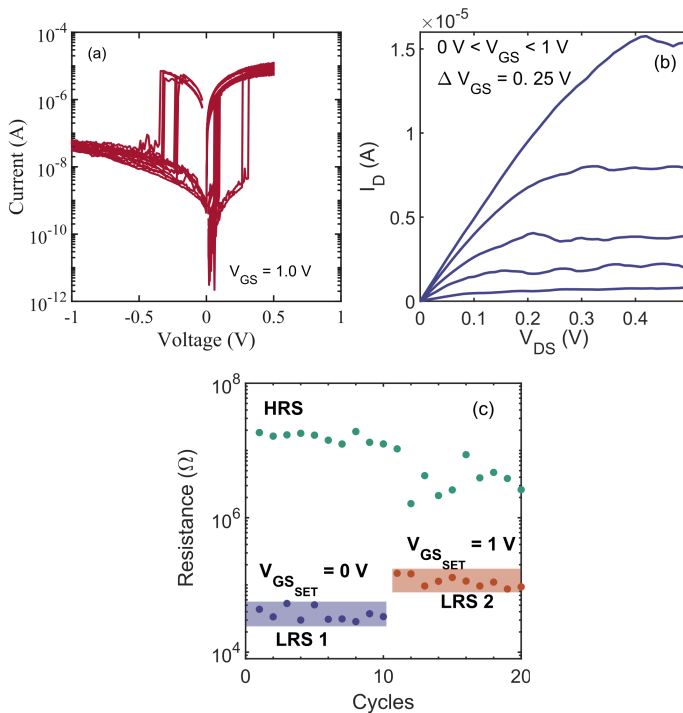 (a)
10^-4
10^-6
10^-8
10^-10
10^-12
Current (A)
V_GS = 1.0 V
-1
-0.5
0
0.5
1
Voltage (V)
×10^-5
1.5
1
0.5
0
I_D (A)
0 V < V_GS < 1 V
Δ V_GS = 0. 25 V
(b)
0
0.1
0.2
0.3
0.4
V_DS (V)
10^8
10^6
10^4
Resistance (Ω)
HRS
(c)
V_GS_SET = 0 V
V_GS_SET = 1 V
LRS 1
LRS 2
0
5
10
15
20
Cycles